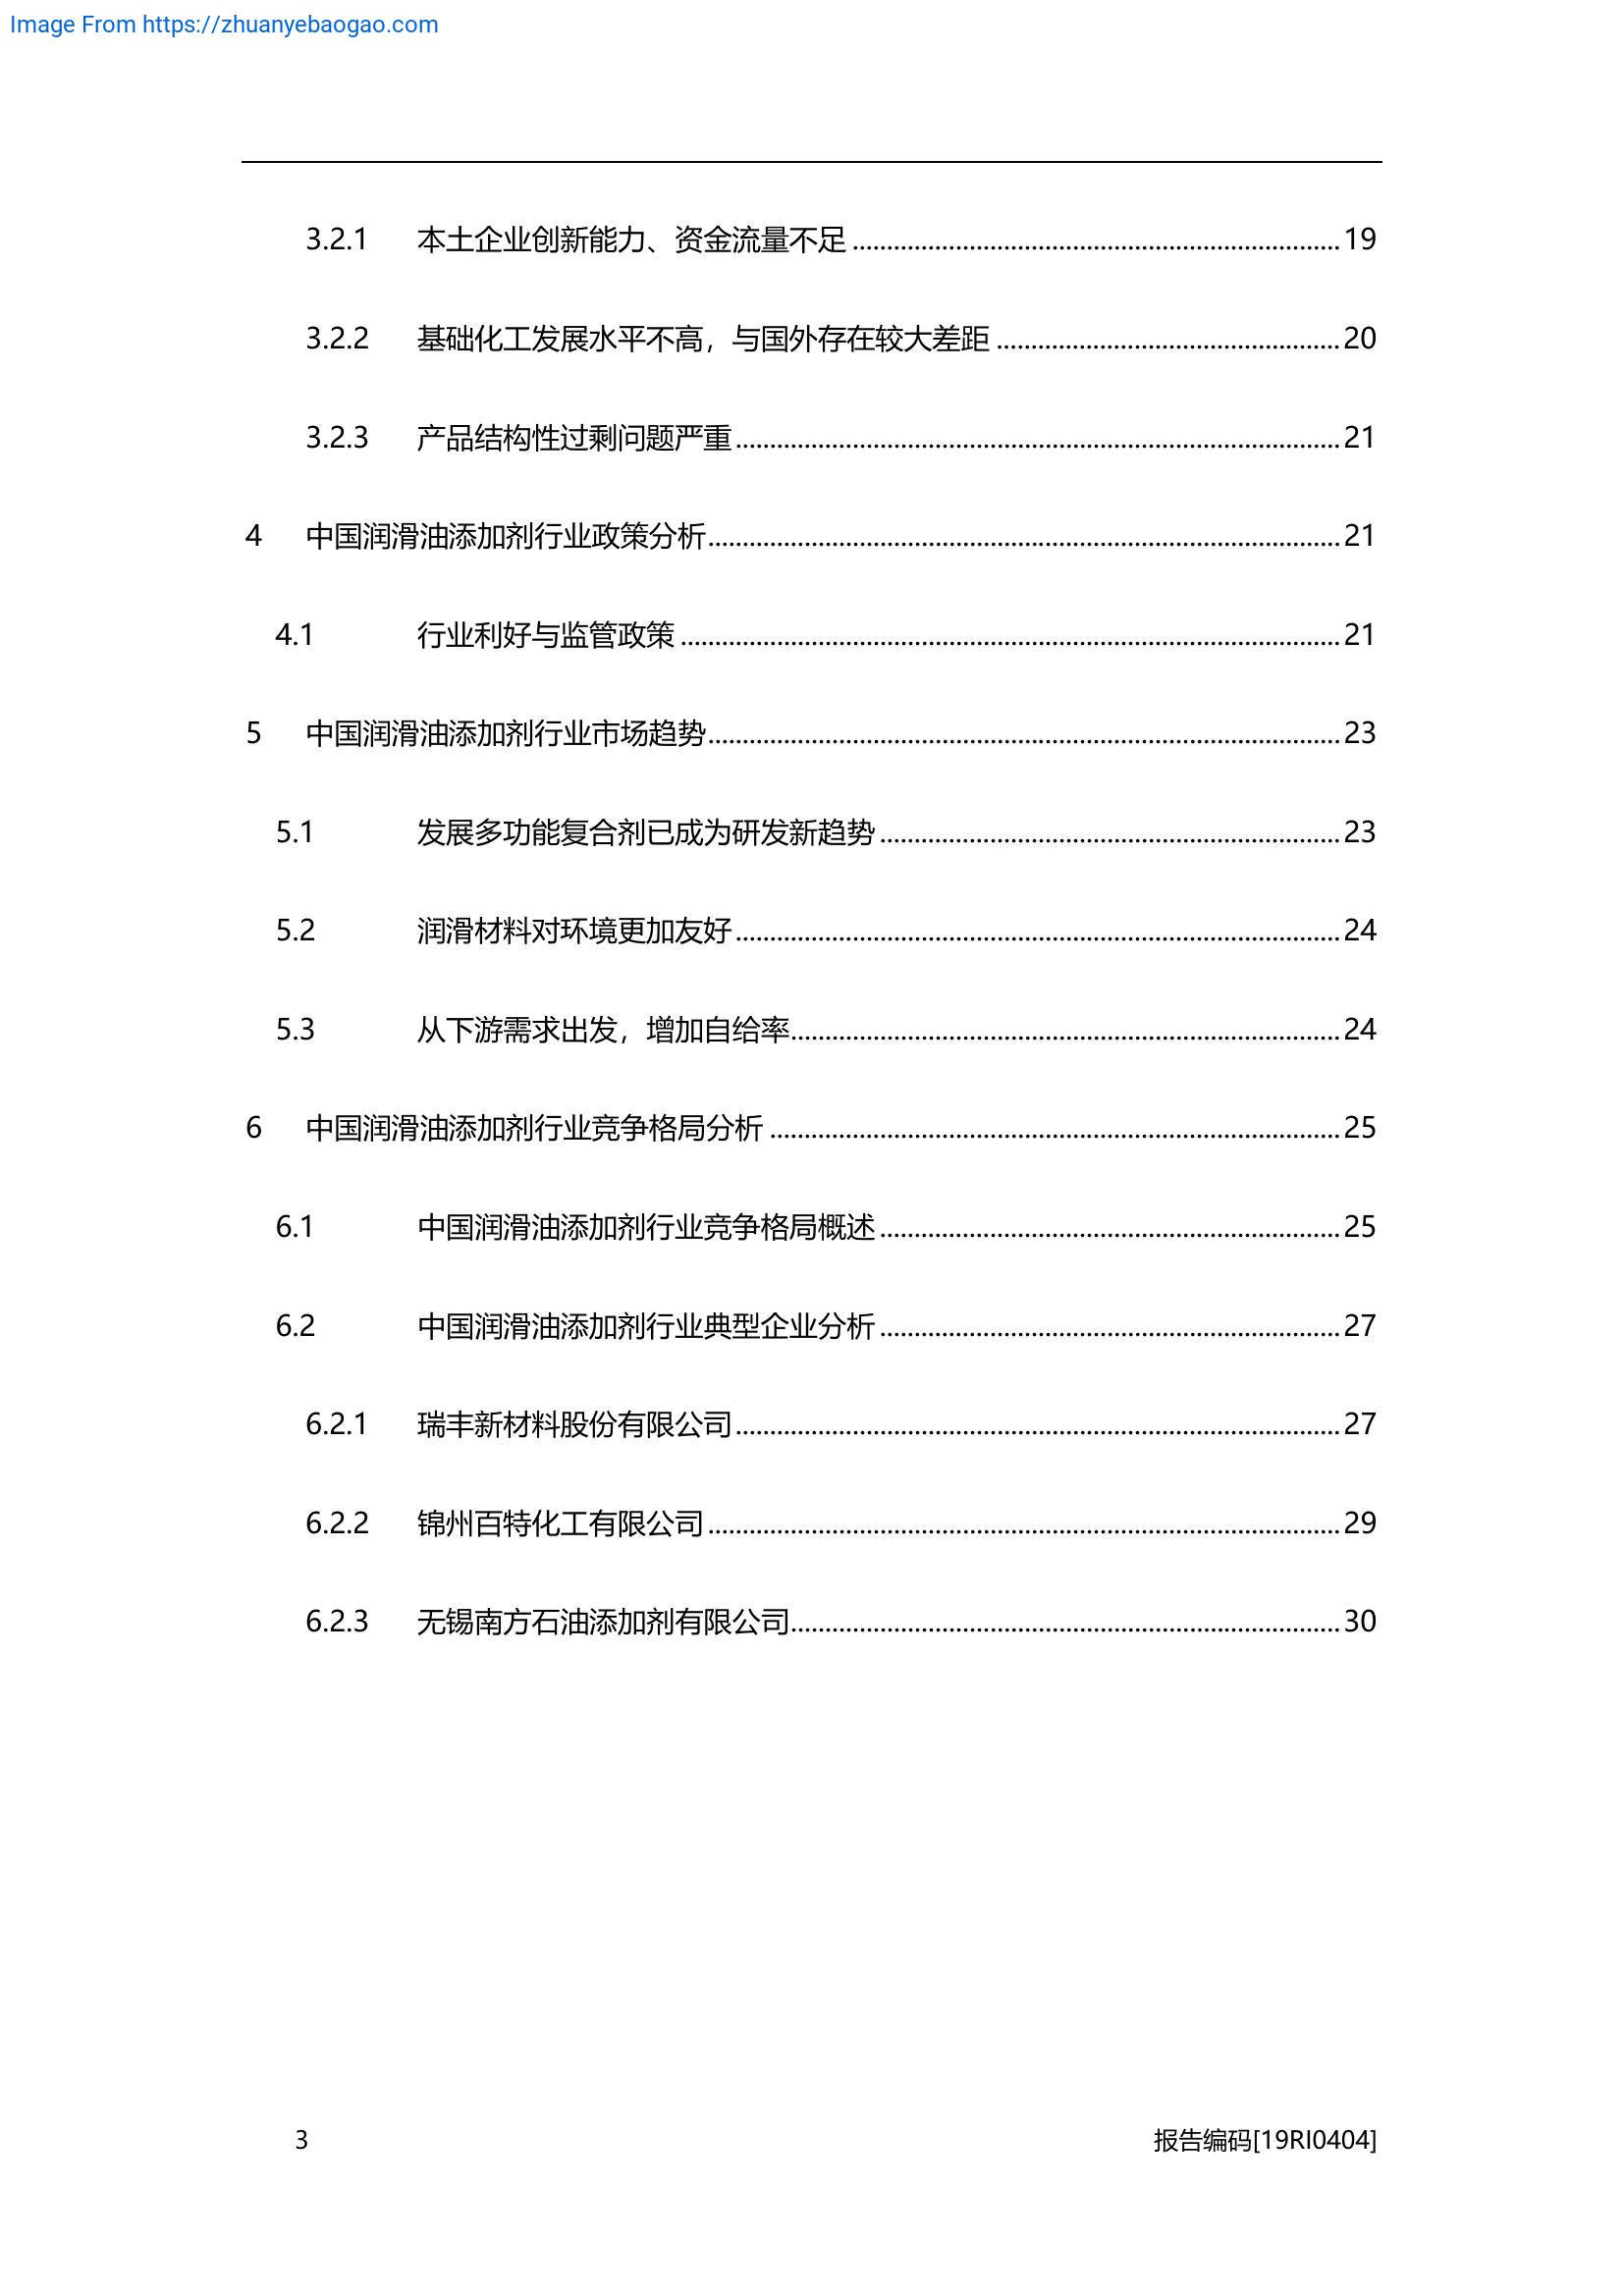 Image From https://zhuanyebaogao.com
3.2.1 本土企业创新能力、资金流量不足 19
3.2.2 基础化工发展水平不高，与国外存在较大差距 20
3.2.3 产品结构性过剩问题严重 21
4 中国润滑油添加剂行业政策分析 21
4.1 行业利好与监管政策 21
5 中国润滑油添加剂行业市场趋势 23
5.1 发展多功能复合剂已成为研发新趋势 23
5.2 润滑材料对环境更加友好 24
5.3 从下游需求出发，增加自给率 24
6 中国润滑油添加剂行业竞争格局分析 25
6.1 中国润滑油添加剂行业竞争格局概述 25
6.2 中国润滑油添加剂行业典型企业分析 27
6.2.1 瑞丰新材料股份有限公司 27
6.2.2 锦州百特化工有限公司 29
6.2.3 无锡南方石油添加剂有限公司 30
3 报告编码[19RI0404]